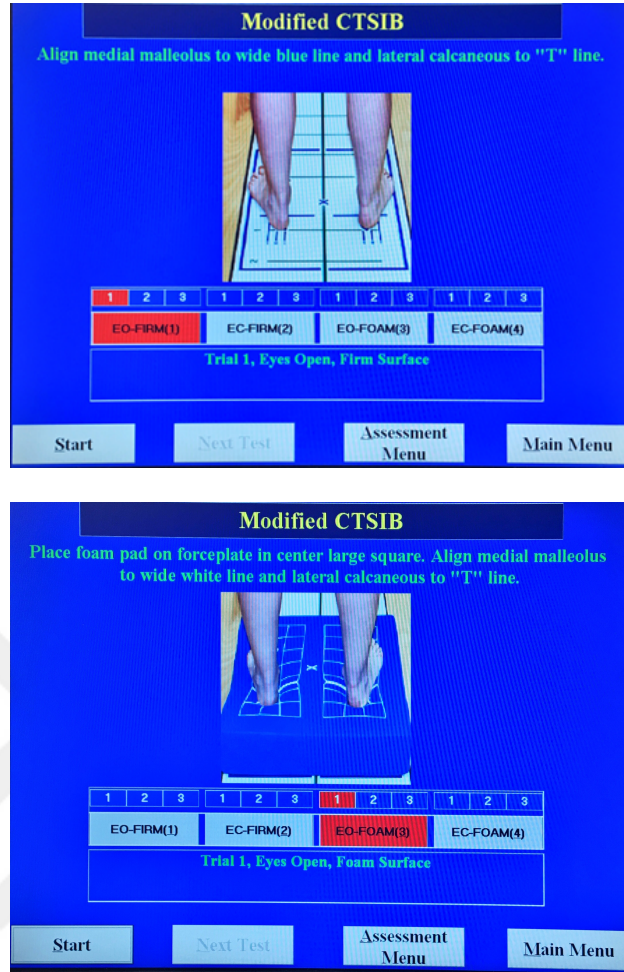 Modified CTSIB
Align medial malleolus to wide blue line and lateral calcaneous to "T" line.
1 2 3 1 2 3 1 2 3 1 2 3
EO-FIRM(1) EC-FIRM(2) EO-FOAM(3) EC-FOAM(4)
Trial 1, Eyes Open, Firm Surface
Start Next Test Assessment Menu Main Menu
Modified CTSIB
Place foam pad on forceplate in center large square. Align medial malleolus
to wide white line and lateral calcaneous to "T" line.
1 2 3 1 2 3 1 2 3 1 2 3
EO-FIRM(1) EC-FIRM(2) EO-FOAM(3) EC-FOAM(4)
Trial 1, Eyes Open, Foam Surface
Start Next Test Assessment Menu Main Menu